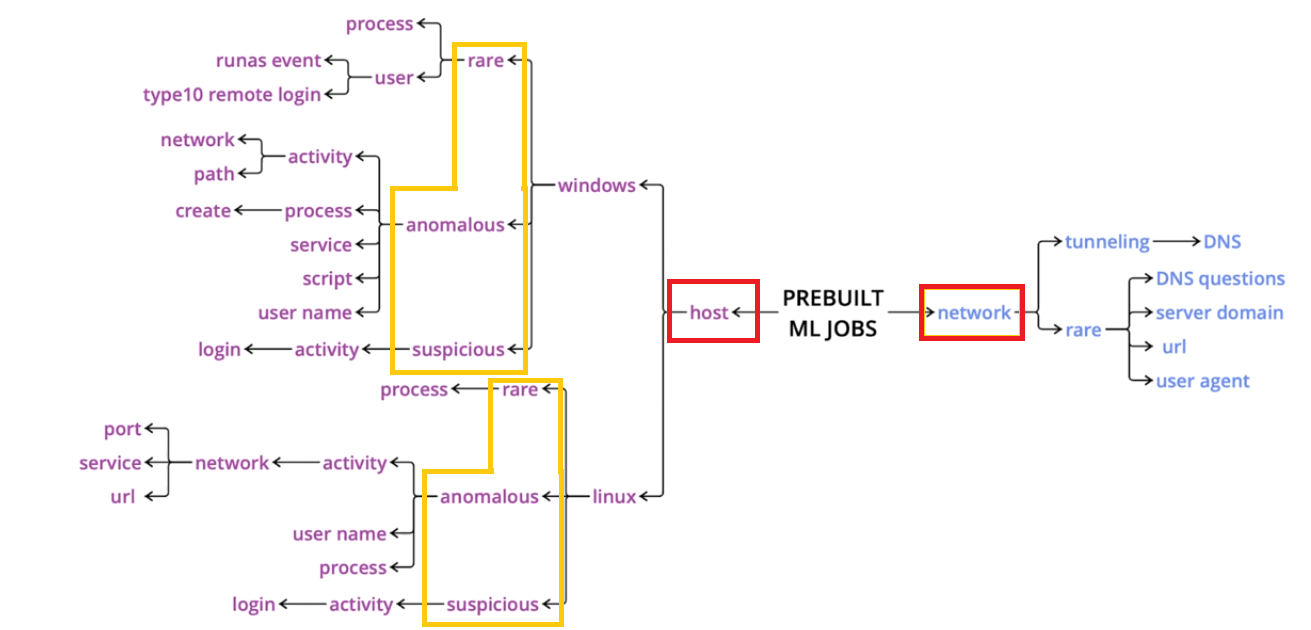 process
rare
runas event
user
type10 remote login
network
activity
path
windows
create
process
anomalous
service
script
user name
login
activity
suspicious
host
PREBUILT
ML JOBS
network
tunneling
DNS
DNS questions
server domain
rare
url
user agent
process
rare
port
service
network
activity
url
anomalous
linux
user name
process
login
activity
suspicious